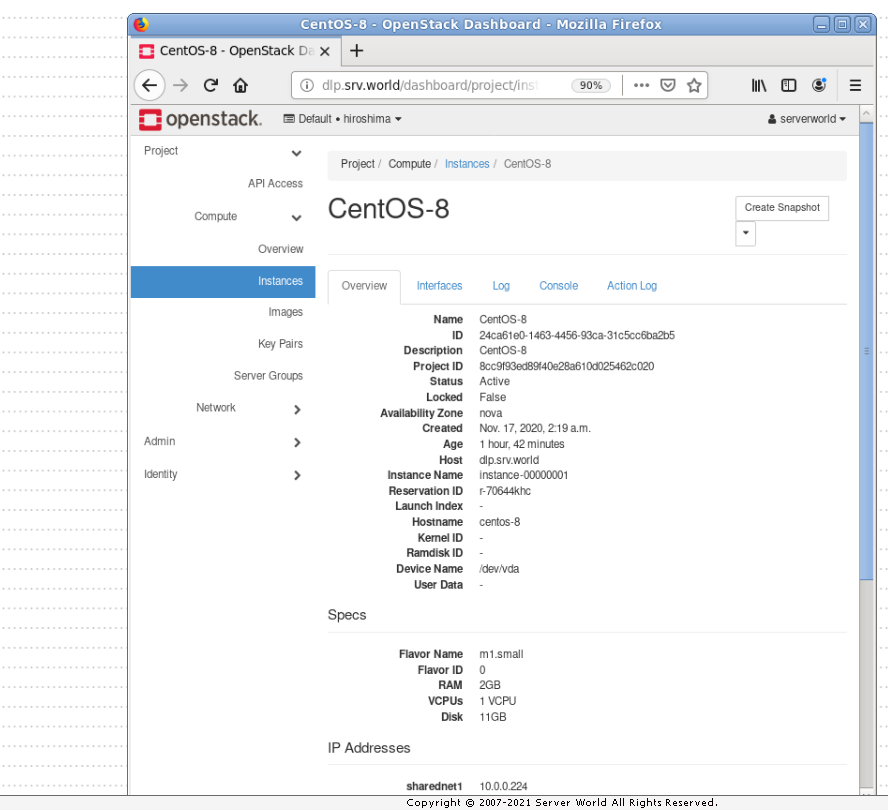 CentOS-8 - OpenStack Dashboard - Mozilla Firefox
CentOS-8 - OpenStack Da
dlp.srv.world/dashboard/project/inst
90%
openstack.
Default • hiroshima
serverworld
Project
API Access
Compute
Overview
Instances
Images
Key Pairs
Server Groups
Network
Admin
Identity
Project / Compute / Instances / CentOS-8
CentOS-8
Create Snapshot
Overview Interfaces Log Console Action Log
Name CentOS-8
ID 24ca61e0-1463-4456-93ca-31c5cc6ba2b5
Description CentOS-8
Project ID 8cc9f93ed89f40e28a610d025462c020
Status Active
Locked False
Availability Zone nova
Created Nov. 17, 2020, 2:19 a.m.
Age 1 hour, 42 minutes
Host dlp.srv.world
Instance Name instance-00000001
Reservation ID r-70644khc
Launch Index -
Hostname centos-8
Kernel ID -
Ramdisk ID -
Device Name /dev/vda
User Data -
Specs
Flavor Name m1.small
Flavor ID 0
RAM 2GB
VCPUs 1 VCPU
Disk 11GB
IP Addresses
sharednet1 10.0.0.224
Copyright © 2007-2021 Server World All Rights Reserved.